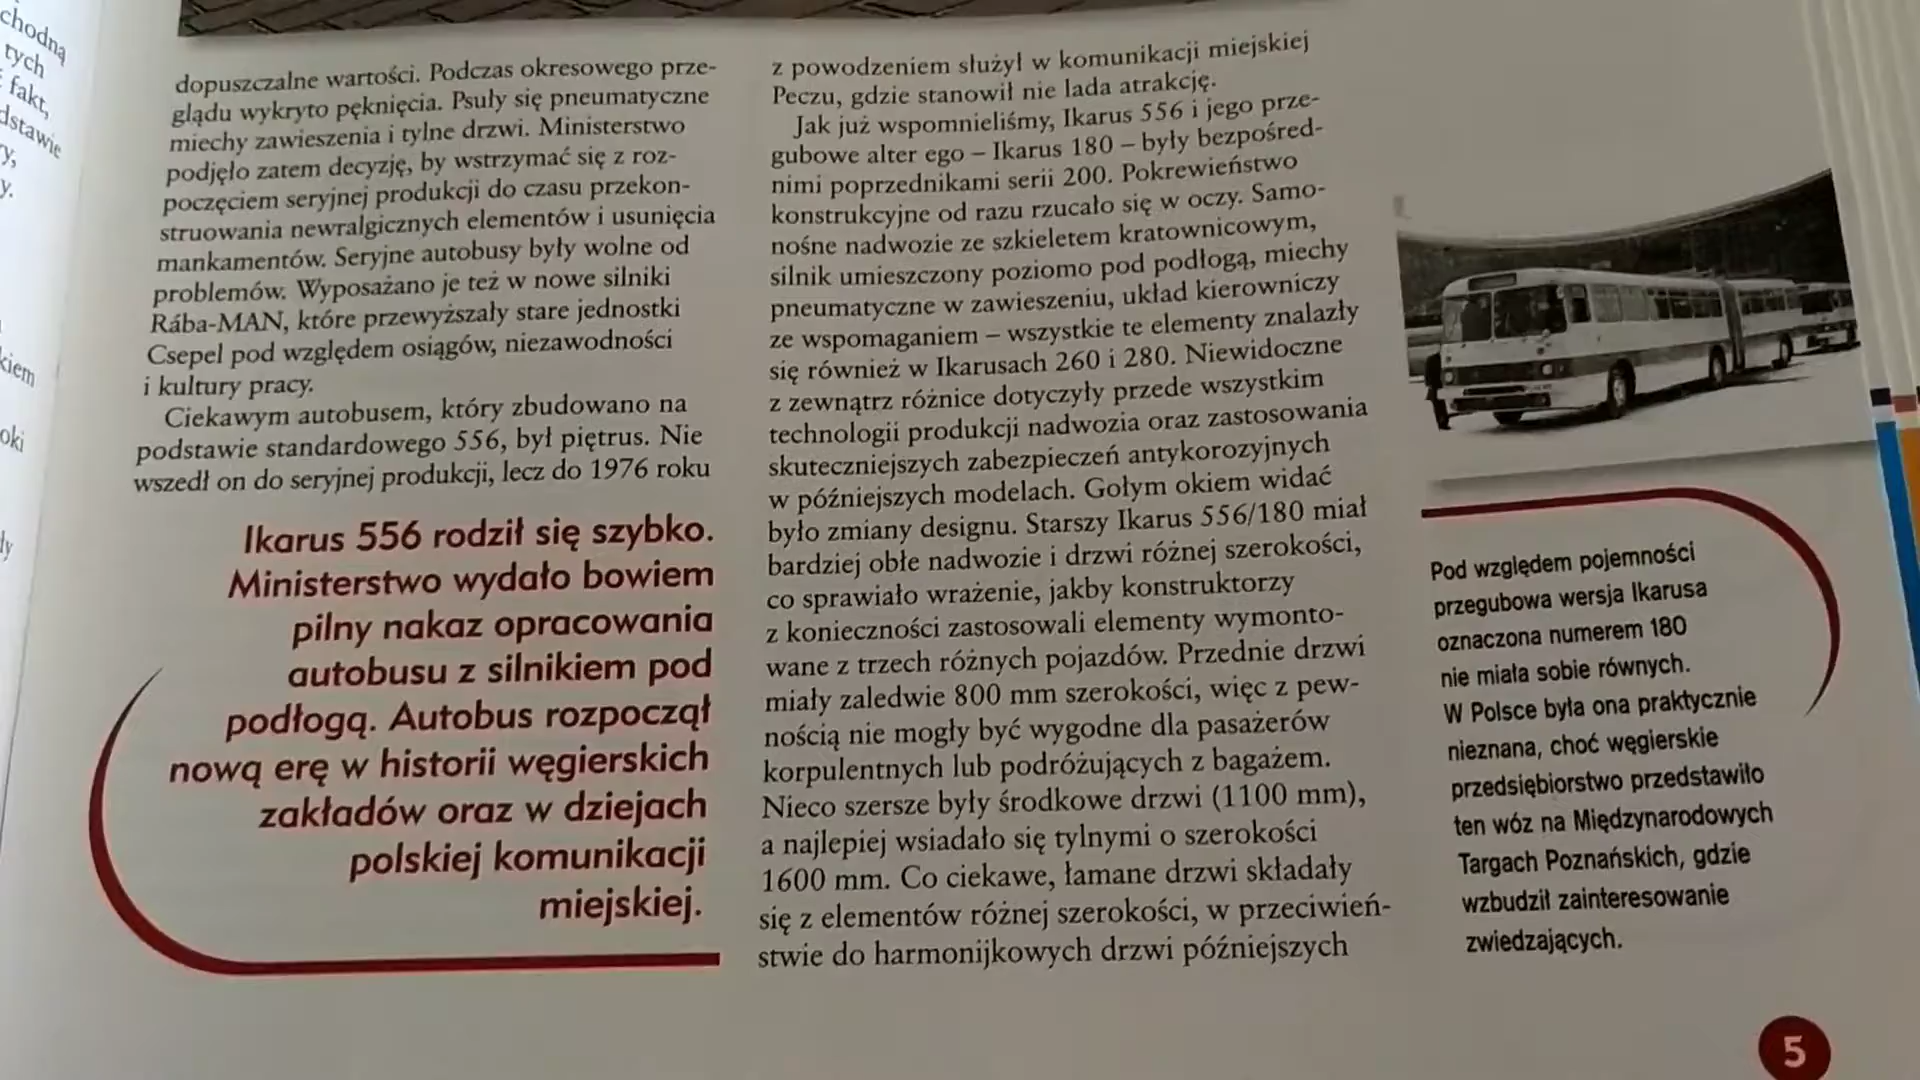 chodną
tych
fakt,
dstawie
ry,
y.
kiem
oki
dy
dopuszczalne wartości. Podczas okresowego prze-
glądu wykryto pęknięcia. Psuły się pneumatyczne
miechy zawieszenia i tylne drzwi. Ministerstwo
podjęło zatem decyzję, by wstrzymać się z roz-
poczęciem seryjnej produkcji do czasu przekon-
struowania newralgicznych elementów i usunięcia
mankamentów. Seryjne autobusy były wolne od
problemów. Wyposażano je też w nowe silniki
Rába-MAN, które przewyższały stare jednostki
Csepel pod względem osiągów, niezawodności
i kultury pracy.
Ciekawym autobusem, który zbudowano na
podstawie standardowego 556, był piętrus. Nie
wszedł on do seryjnej produkcji, lecz do 1976 roku
Ikarus 556 rodził się szybko.
Ministerstwo wydało bowiem
pilny nakaz opracowania
autobusu z silnikiem pod
podłogą. Autobus rozpoczął
nową erę w historii węgierskich
zakładów oraz w dziejach
polskiej komunikacji
miejskiej.
z powodzeniem służył w komunikacji miejskiej
Peczu, gdzie stanowił nie lada atrakcję.
Jak już wspomnieliśmy, Ikarus 556 i jego prze-
gubowe alter ego – Ikarus 180 – były bezpośred-
nimi poprzednikami serii 200. Pokrewieństwo
konstrukcyjne od razu rzucało się w oczy. Samo-
nośne nadwozie ze szkieletem kratownicowym,
silnik umieszczony poziomo pod podłogą, miechy
pneumatyczne w zawieszeniu, układ kierowniczy
ze wspomaganiem – wszystkie te elementy znalazły
się również w Ikarusach 260 i 280. Niewidoczne
z zewnątrz różnice dotyczyły przede wszystkim
technologii produkcji nadwozia oraz zastosowania
skuteczniejszych zabezpieczeń antykorozyjnych
w późniejszych modelach. Gołym okiem widać
było zmiany designu. Starszy Ikarus 556/180 miał
bardziej obłe nadwozie i drzwi różnej szerokości,
co sprawiało wrażenie, jakby konstruktorzy
z konieczności zastosowali elementy wymonto-
wane z trzech różnych pojazdów. Przednie drzwi
miały zaledwie 800 mm szerokości, więc z pew-
nością nie mogły być wygodne dla pasażerów
korpulentnych lub podróżujących z bagażem.
Nieco szersze były środkowe drzwi (1100 mm),
a najlepiej wsiadało się tylnymi o szerokości
1600 mm. Co ciekawe, łamane drzwi składały
się z elementów różnej szerokości, w przeciwień-
stwie do harmonijkowych drzwi późniejszych
Pod względem pojemności
przegubowa wersja Ikarusa
oznaczona numerem 180
nie miała sobie równych.
W Polsce była ona praktycznie
nieznana, choć węgierskie
przedsiębiorstwo przedstawiło
ten wóz na Międzynarodowych
Targach Poznańskich, gdzie
wzbudził zainteresowanie
zwiedzających.
5